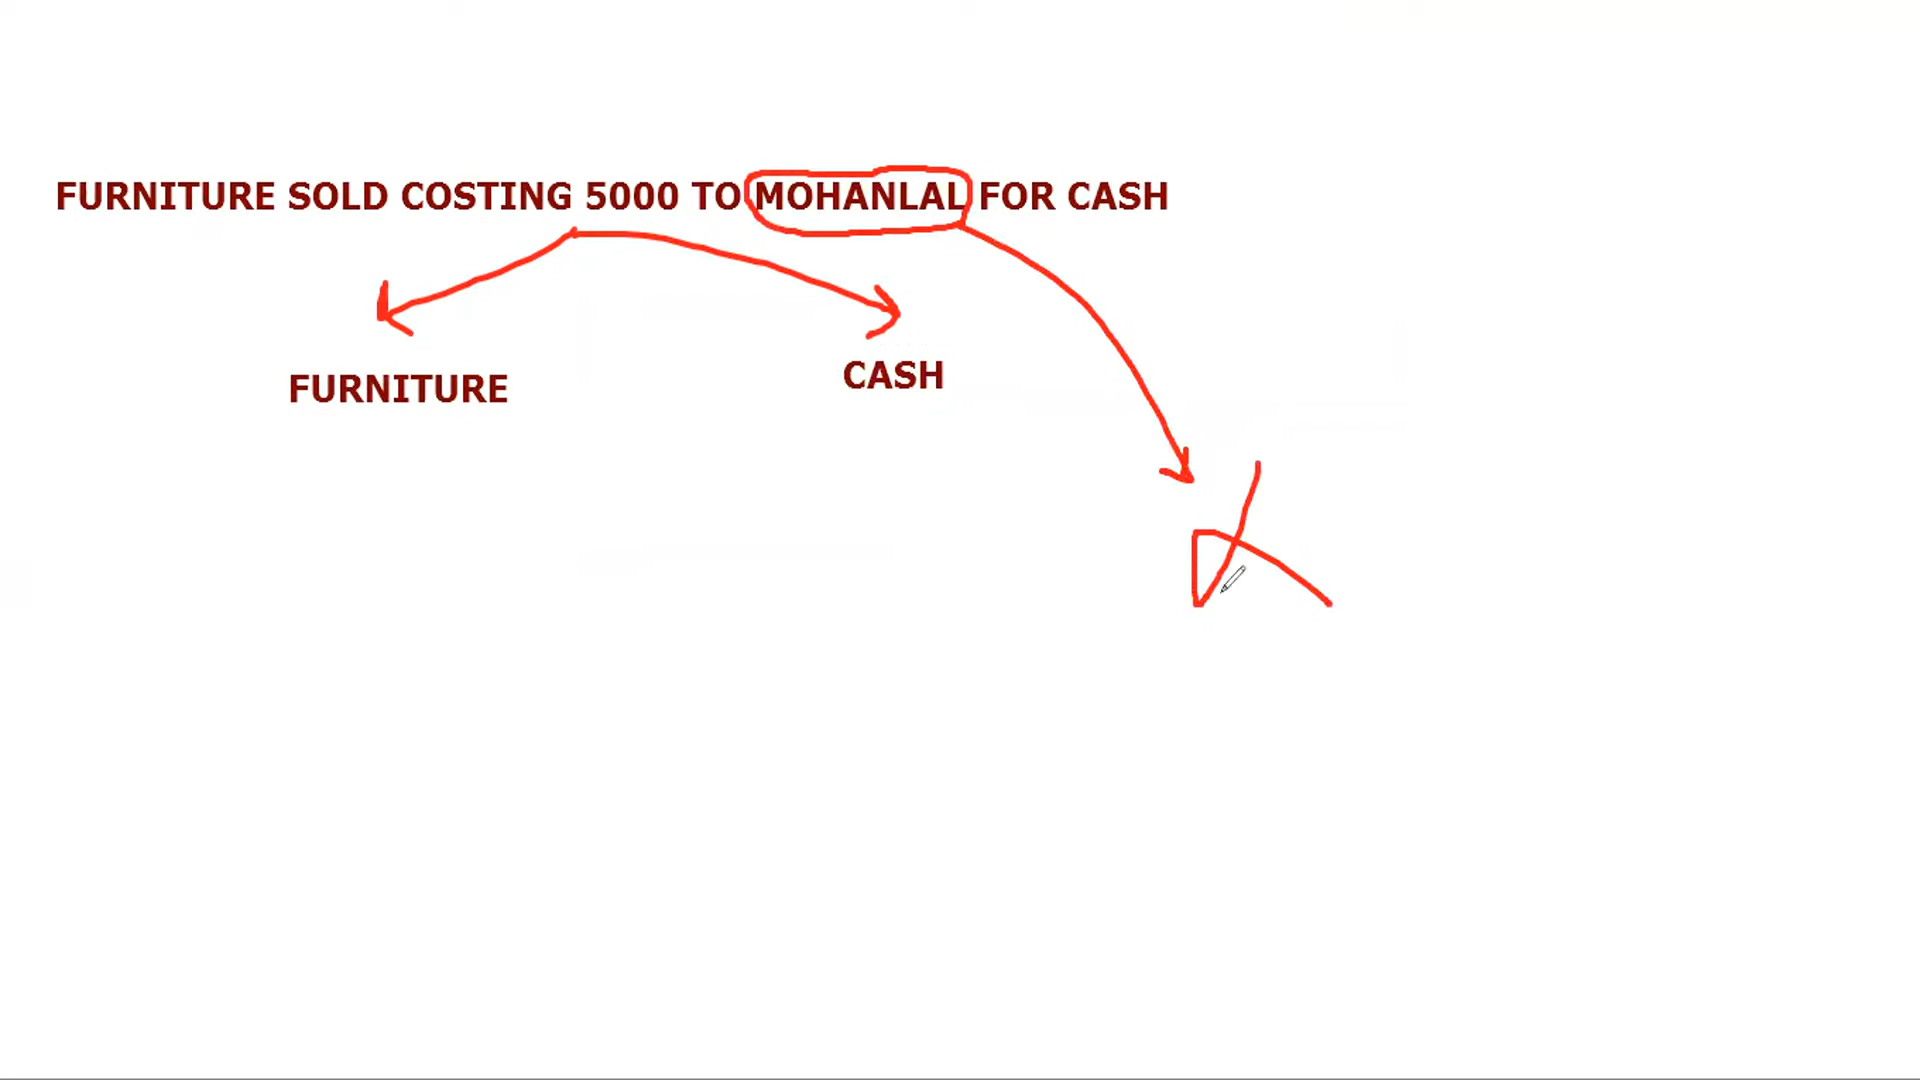 FURNITURE SOLD COSTING 5000 TO MOHANLAL FOR CASH
FURNITURE
CASH